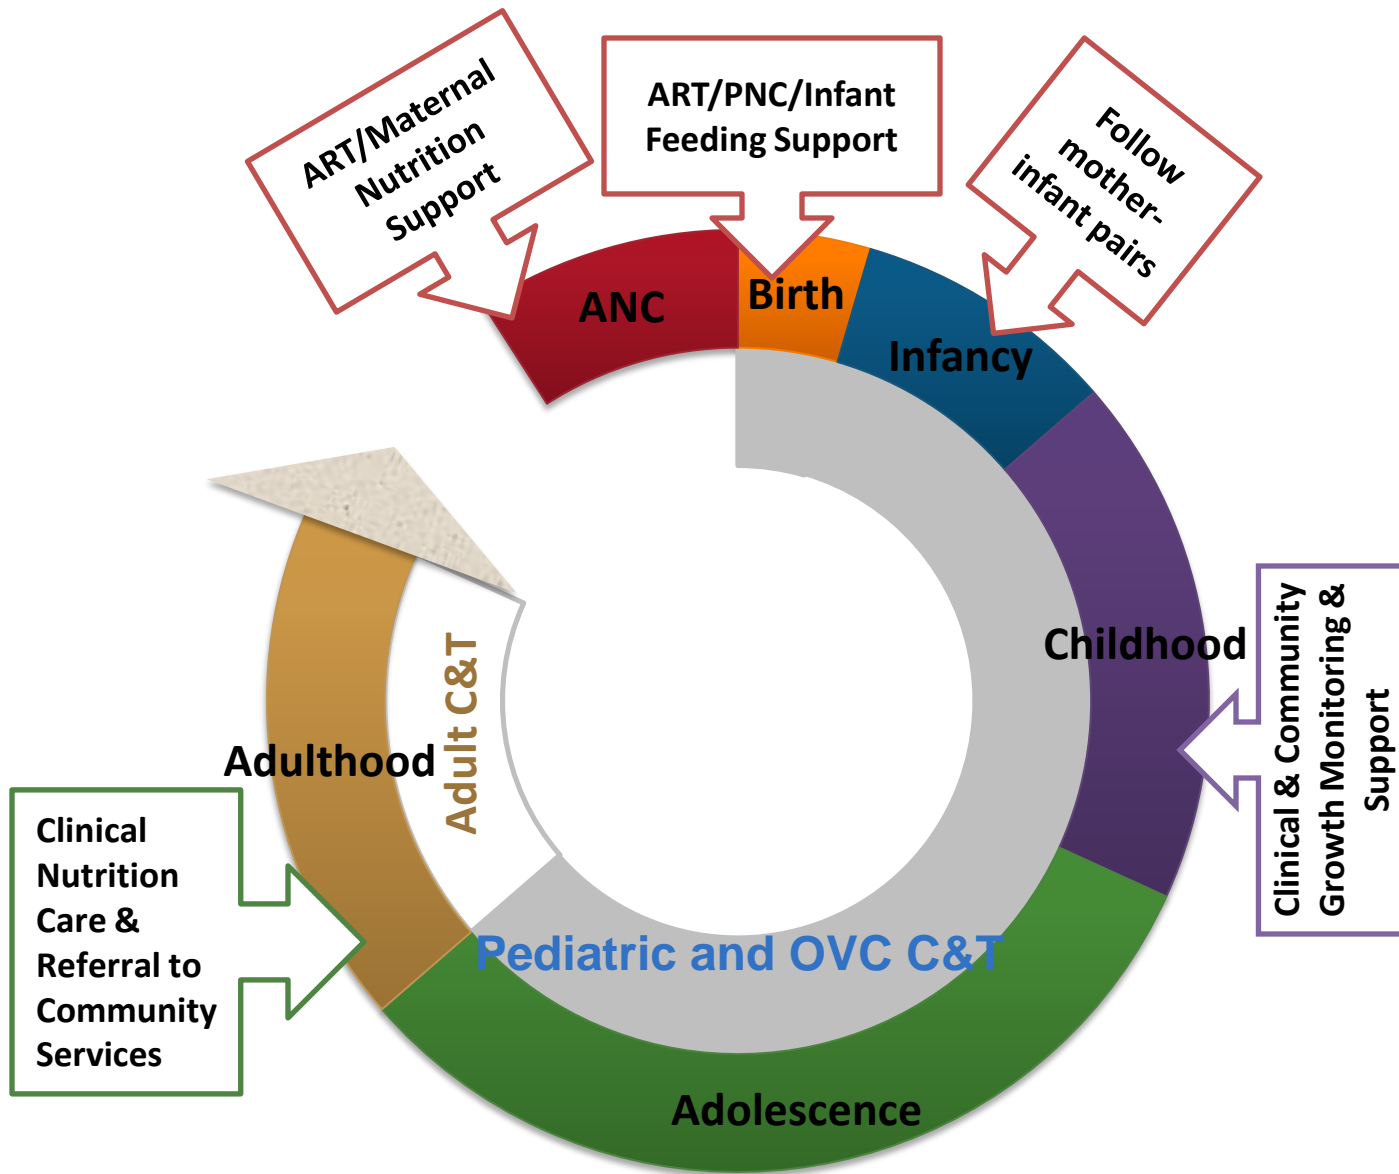 ART/Maternal
Nutrition
Support
ART/PNC/Infant
Feeding Support
Follow
mother-
infant pairs
ANC
Birth
Infancy
Childhood
Clinical & Community
Growth Monitoring &
Support
Adulthood
Adult C&T
Clinical
Nutrition
Care &
Referral to
Community
Services
Pediatric and OVC C&T
Adolescence